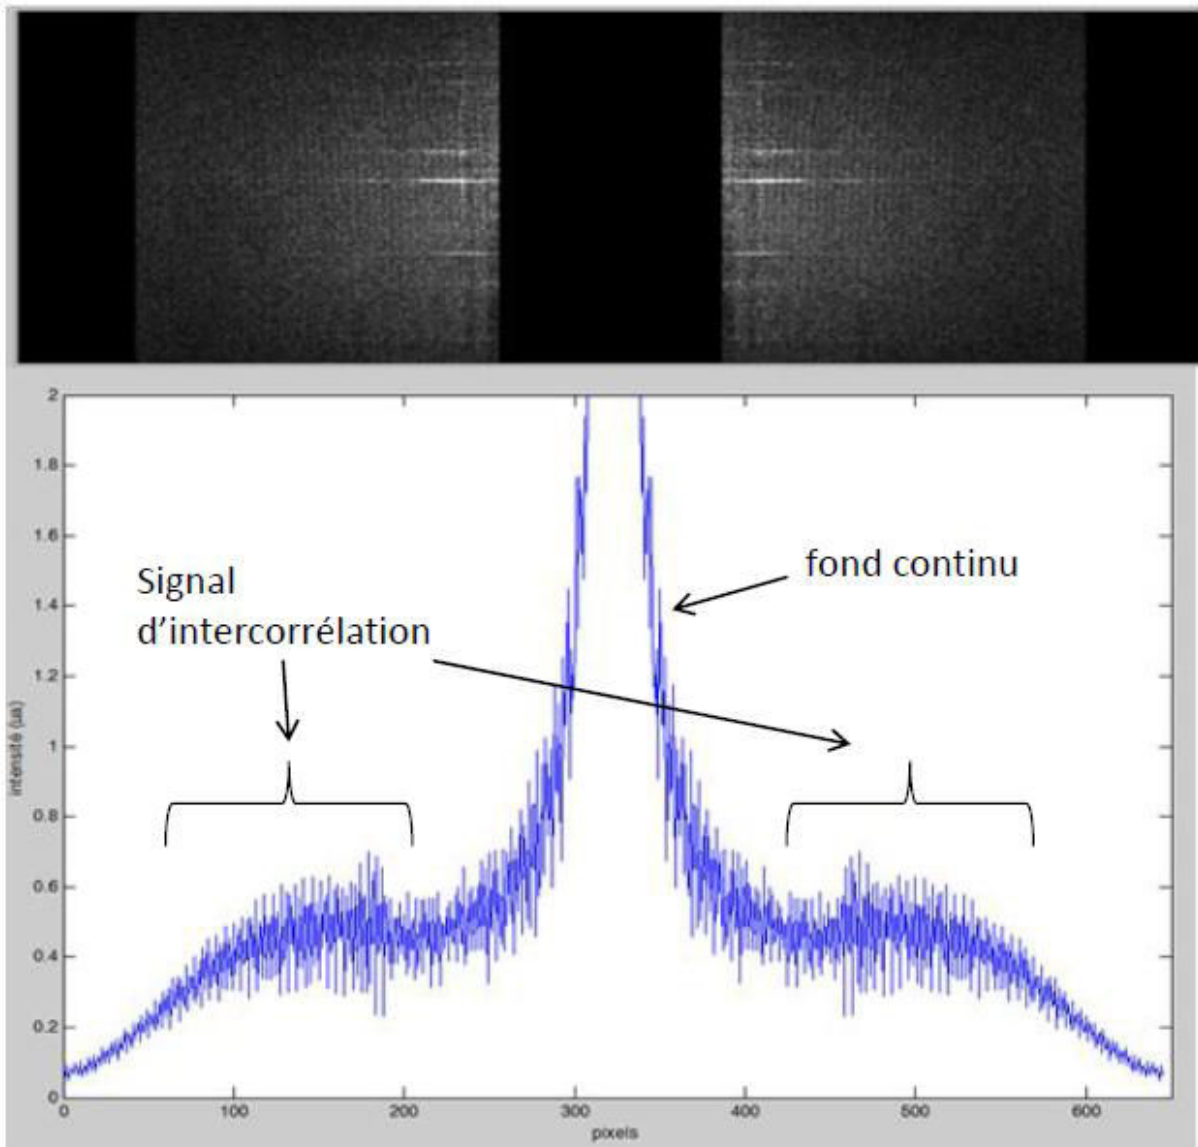 2
1.8
1.6
fond continu
Signal
1.4
d’intercorrélation
1.2
1
intensité (ua)
0.8
0.6
0.4
0.2
0
0 100 200 300 400 500 600
pixels